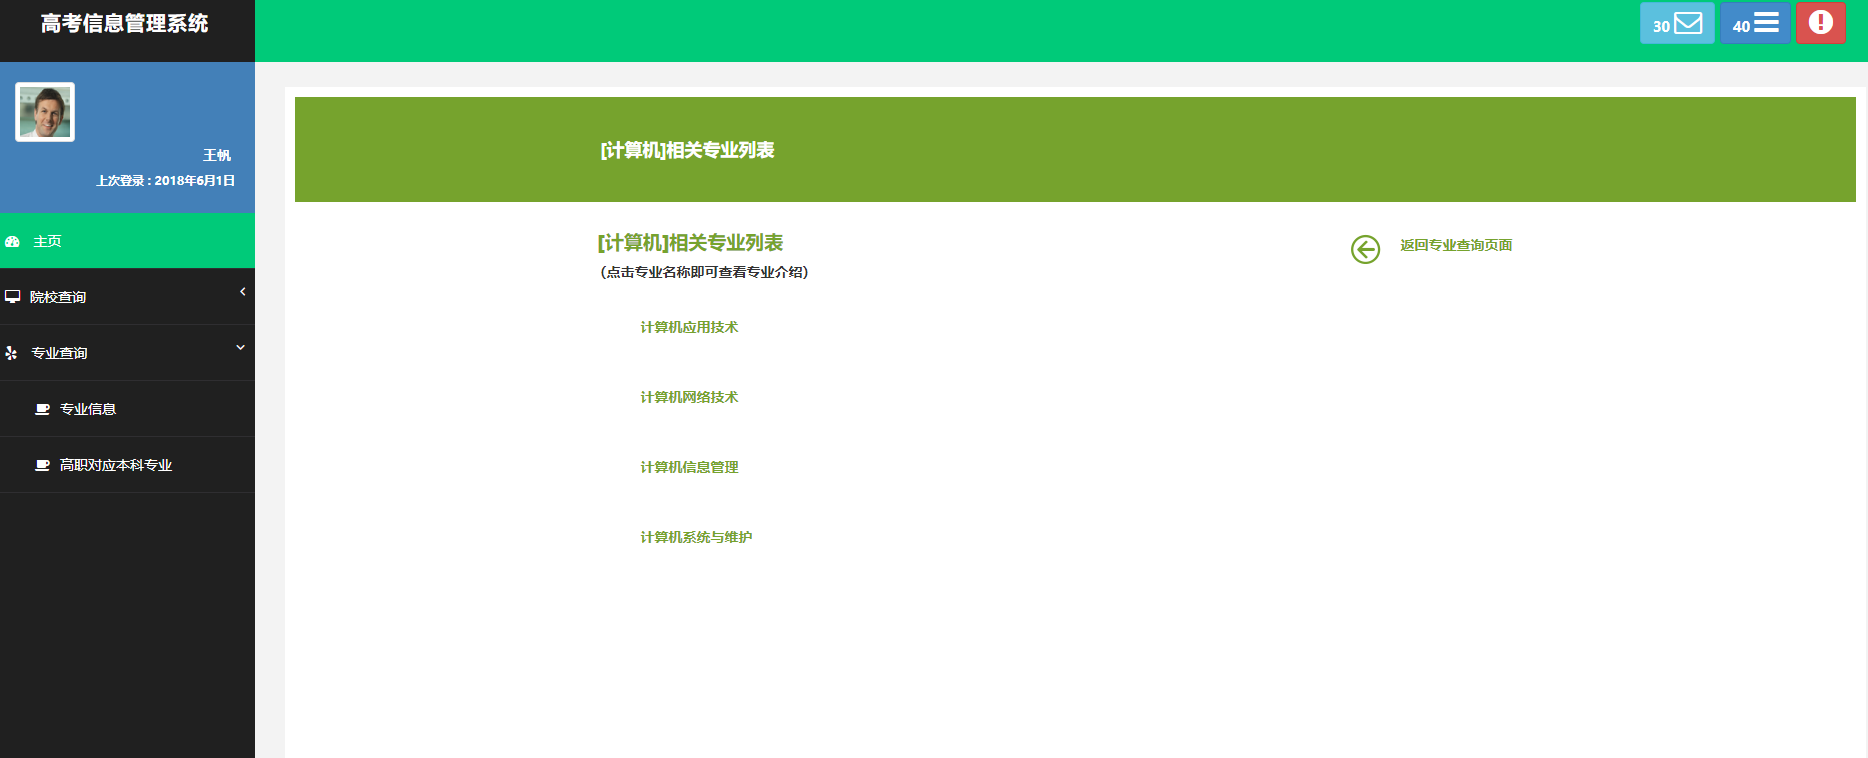 高考信息管理系统
30
40
王帆
上次登录 : 2018年6月1日
主页
院校查询
专业查询
专业信息
高职对应本科专业
[计算机]相关专业列表
[计算机]相关专业列表
返回专业查询页面
（点击专业名称即可查看专业介绍）
计算机应用技术
计算机网络技术
计算机信息管理
计算机系统与维护